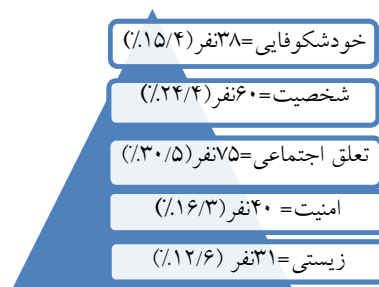 خودشکوفایی=۳۸نفر(۱۵/۴٪)
شخصیت=۶۰نفر(۲۴/۴٪)
تعلق اجتماعی=۷۵نفر(۳۰/۵٪)
امنیت= ۴۰نفر(۱۶/۳٪)
زیستی=۳۱نفر (۱۲/۶٪)